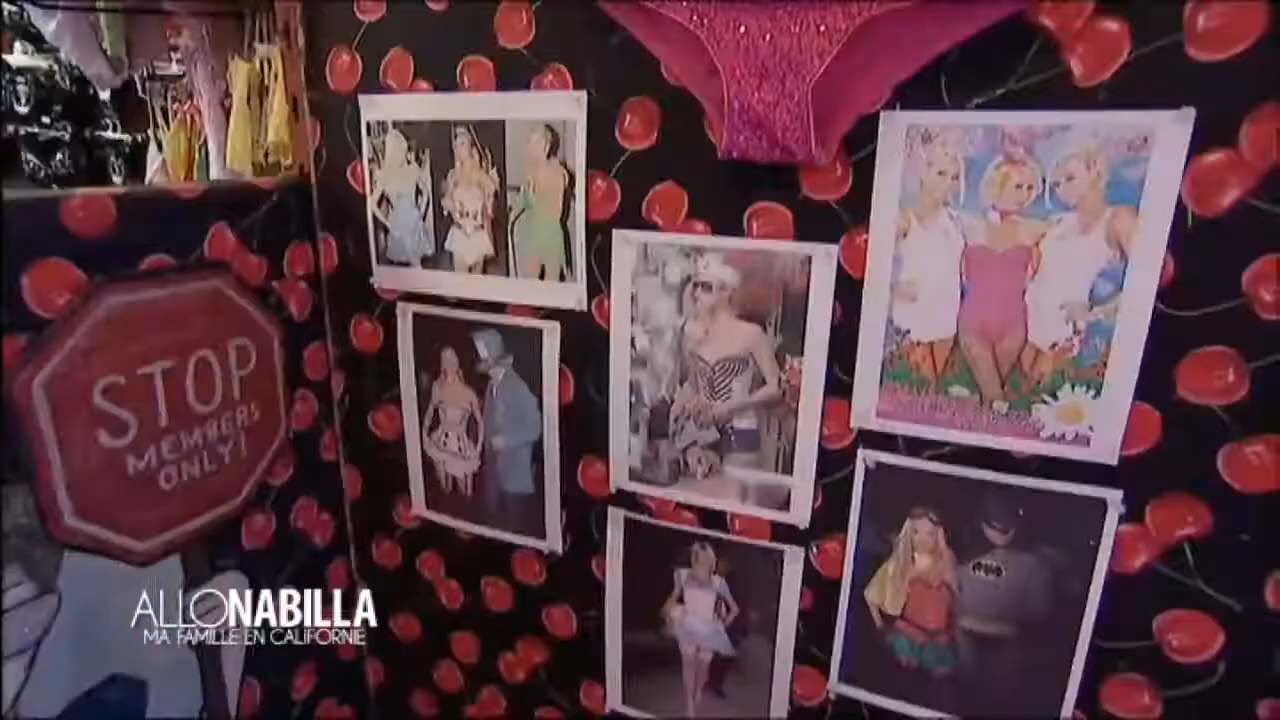 STOP
MEMBERS
ONLY!
ALLONABILLA
MA FAMILLE EN CALIFORNIE